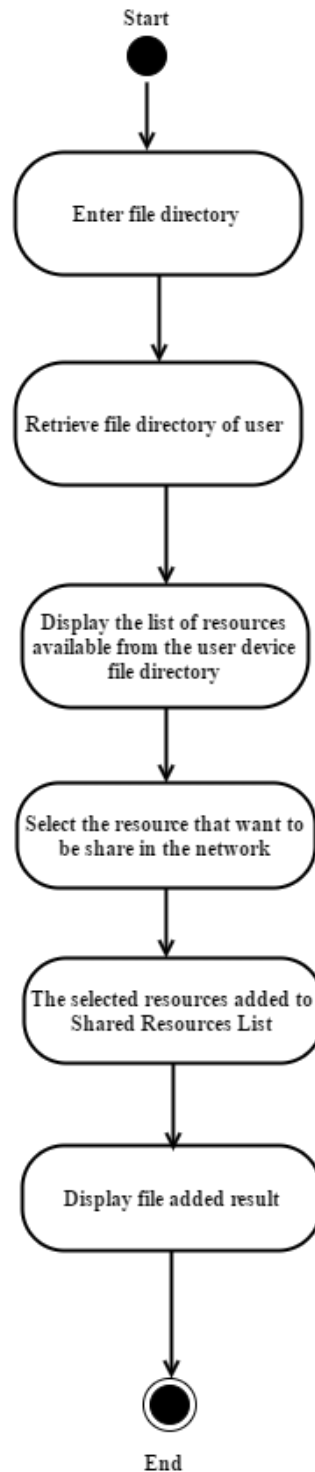 Start
Enter file directory
Retrieve file directory of user
Display the list of resources
available from the user device
file directory
Select the resource that want to
be share in the network
The selected resources added to
Shared Resources List
Display file added result
End